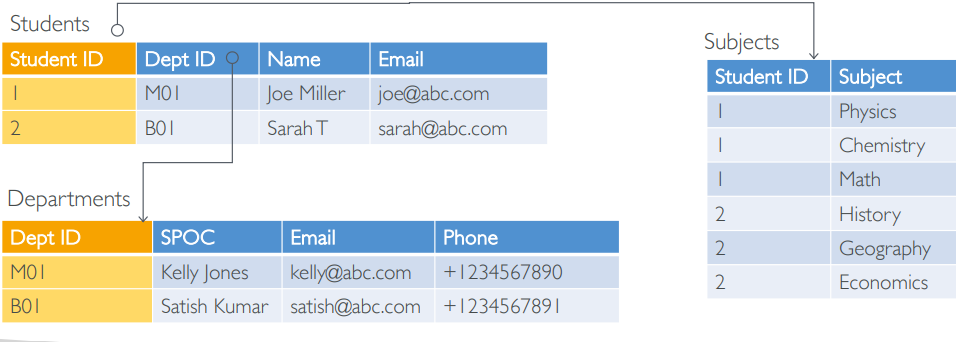 Students
Student ID Dept ID Name Email
1 M01 Joe Miller joe@abc.com
2 B01 Sarah T sarah@abc.com
Departments
Dept ID SPOC Email Phone
M01 Kelly Jones kelly@abc.com +1234567890
B01 Satish Kumar satish@abc.com +1234567891
Subjects
Student ID Subject
1 Physics
1 Chemistry
1 Math
2 History
2 Geography
2 Economics